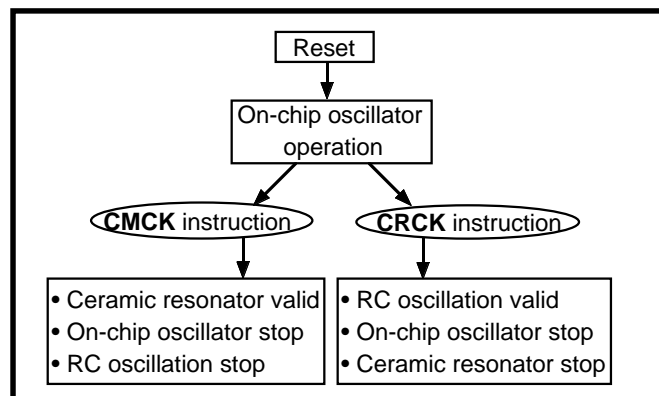 Reset
On-chip oscillator
operation
CMCK instruction
CRCK instruction
• Ceramic resonator valid
• On-chip oscillator stop
• RC oscillation stop
• RC oscillation valid
• On-chip oscillator stop
• Ceramic resonator stop